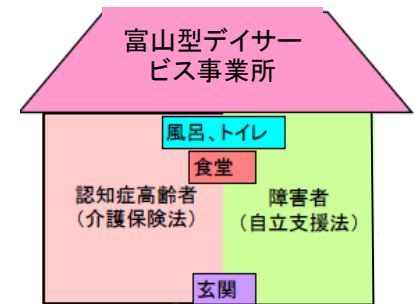 富山型デイサー
ビス事業所
風呂、トイレ
食堂
認知症高齢者
（介護保険法）
障害者
（自立支援法）
玄関